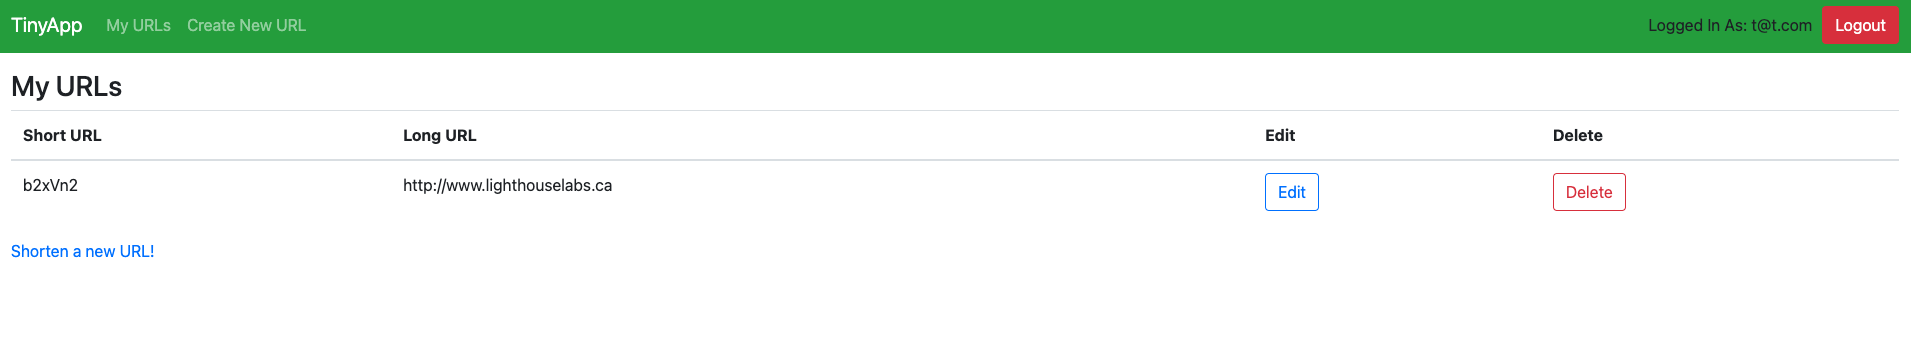 TinyApp My URLs Create New URL Logged In As: t@t.com Logout
My URLs
Short URL Long URL Edit Delete
b2xVn2 http://www.lighthouselabs.ca Edit Delete
Shorten a new URL!